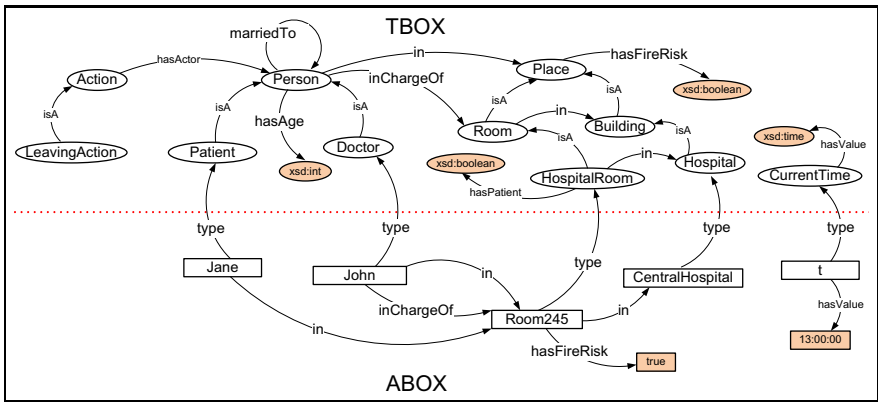 TBOX
marriedTo
in
hasFireRisk
hasActor
Action
Person
Place
inChargeOf
xsd:boolean
isA
isA
isA
isA
isA
hasAge
in
xsd:time
LeavingAction
Patient
Doctor
Room
Building
hasValue
xsd:int
xsd:boolean
isA
isA
in
Hospital
HospitalRoom
CurrentTime
hasPatient
type
type
type
type
type
Jane
John
in
CentralHospital
t
inChargeOf
in
hasValue
in
Room245
hasFireRisk
13:00:00
true
ABOX